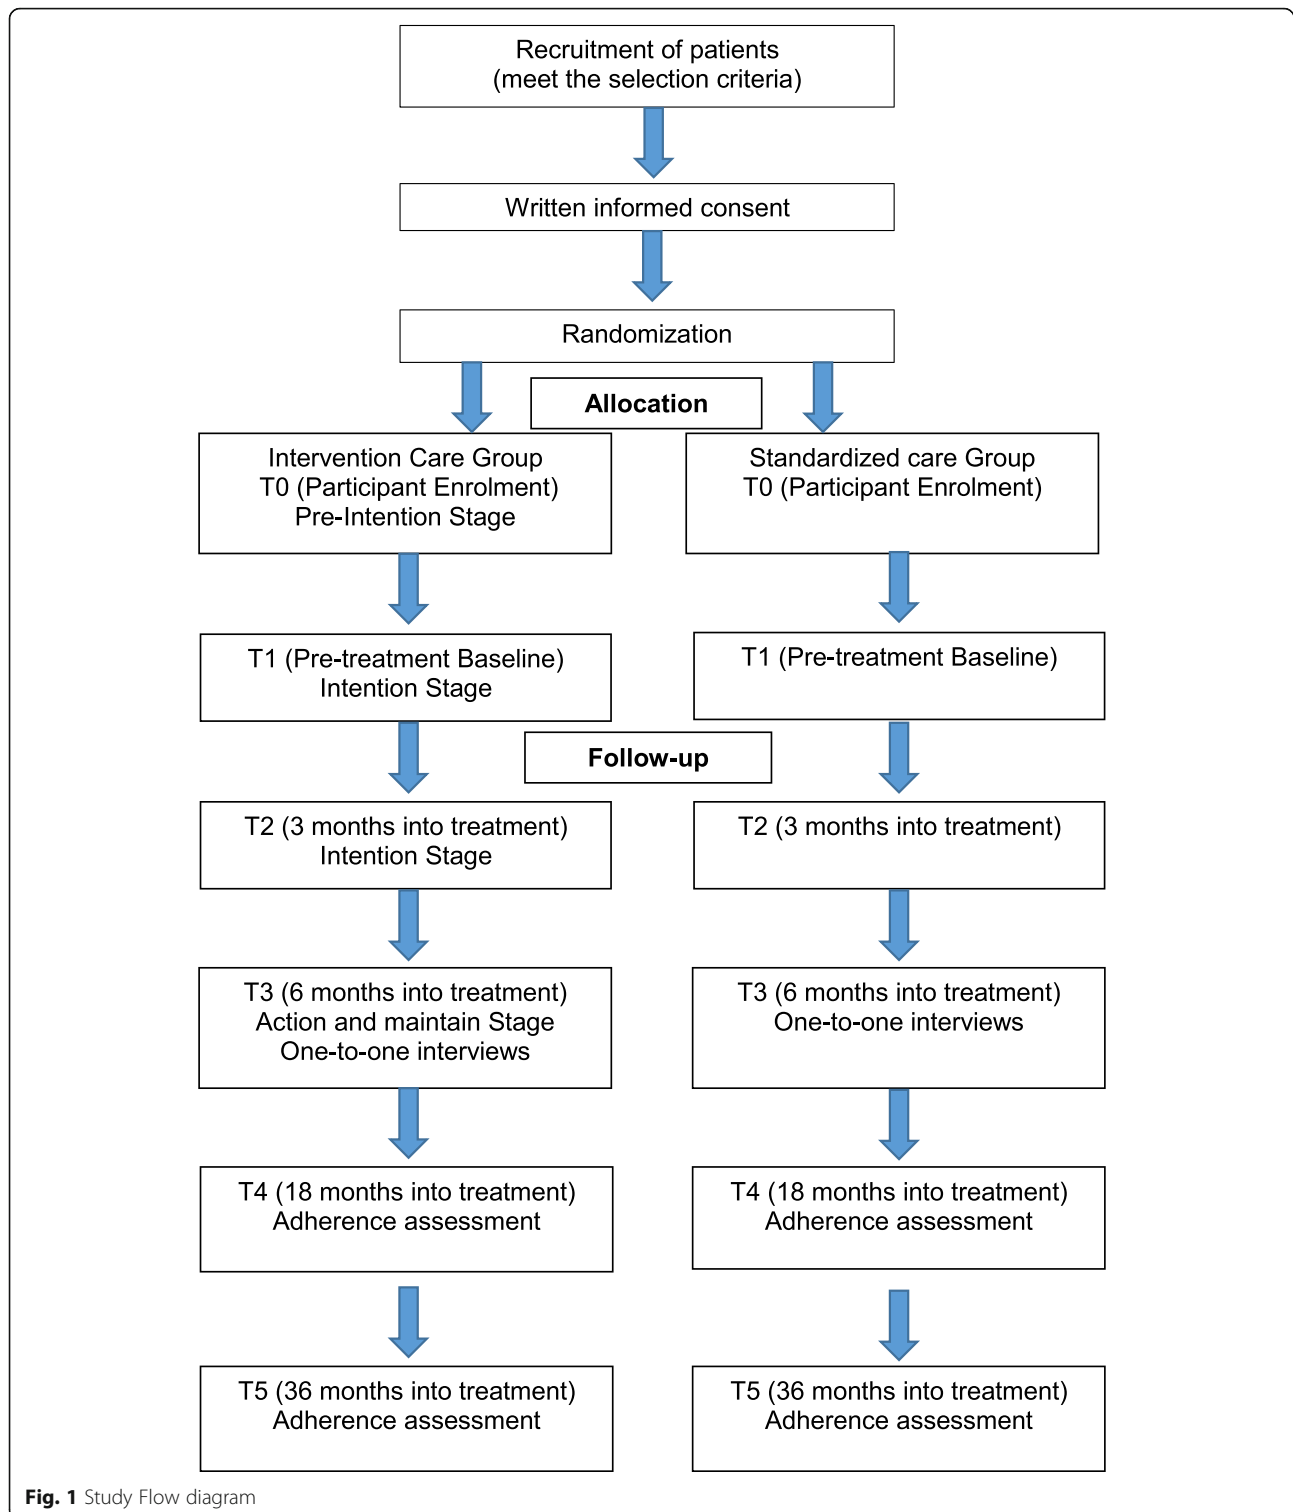 Recruitment of patients
(meet the selection criteria)
Written informed consent
Randomization
Allocation
Intervention Care Group
T0 (Participant Enrolment)
Pre-Intention Stage
Standardized care Group
T0 (Participant Enrolment)
T1 (Pre-treatment Baseline)
Intention Stage
T1 (Pre-treatment Baseline)
Follow-up
T2 (3 months into treatment)
Intention Stage
T2 (3 months into treatment)
T3 (6 months into treatment)
Action and maintain Stage
One-to-one interviews
T3 (6 months into treatment)
One-to-one interviews
T4 (18 months into treatment)
Adherence assessment
T4 (18 months into treatment)
Adherence assessment
T5 (36 months into treatment)
Adherence assessment
T5 (36 months into treatment)
Adherence assessment
Fig. 1 Study Flow diagram